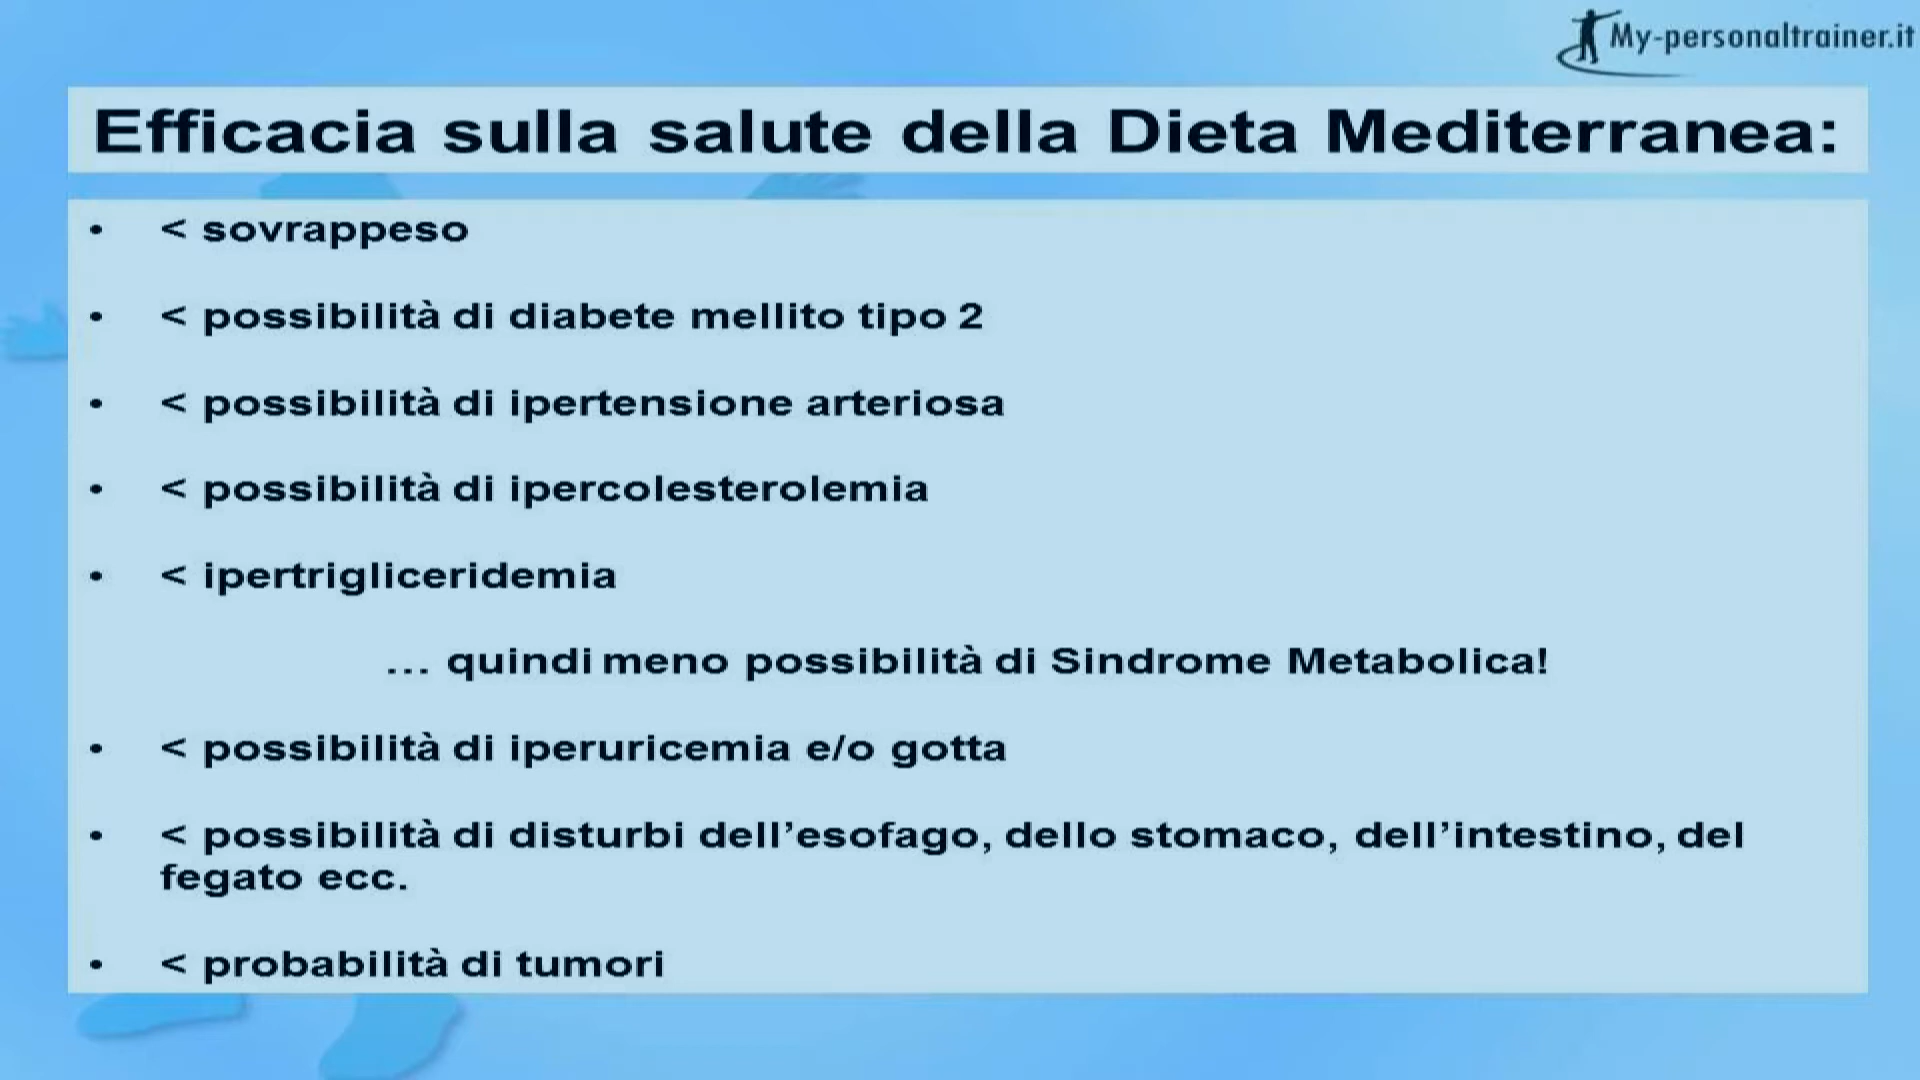 My-personaltrainer.it
Efficacia sulla salute della Dieta Mediterranea:
• < sovrappeso
• < possibilità di diabete mellito tipo 2
• < possibilità di ipertensione arteriosa
• < possibilità di ipercolesterolemia
• < ipertrigliceridemia
... quindi meno possibilità di Sindrome Metabolica!
• < possibilità di iperuricemia e/o gotta
• < possibilità di disturbi dell’esofago, dello stomaco, dell’intestino, del
fegato ecc.
• < probabilità di tumori